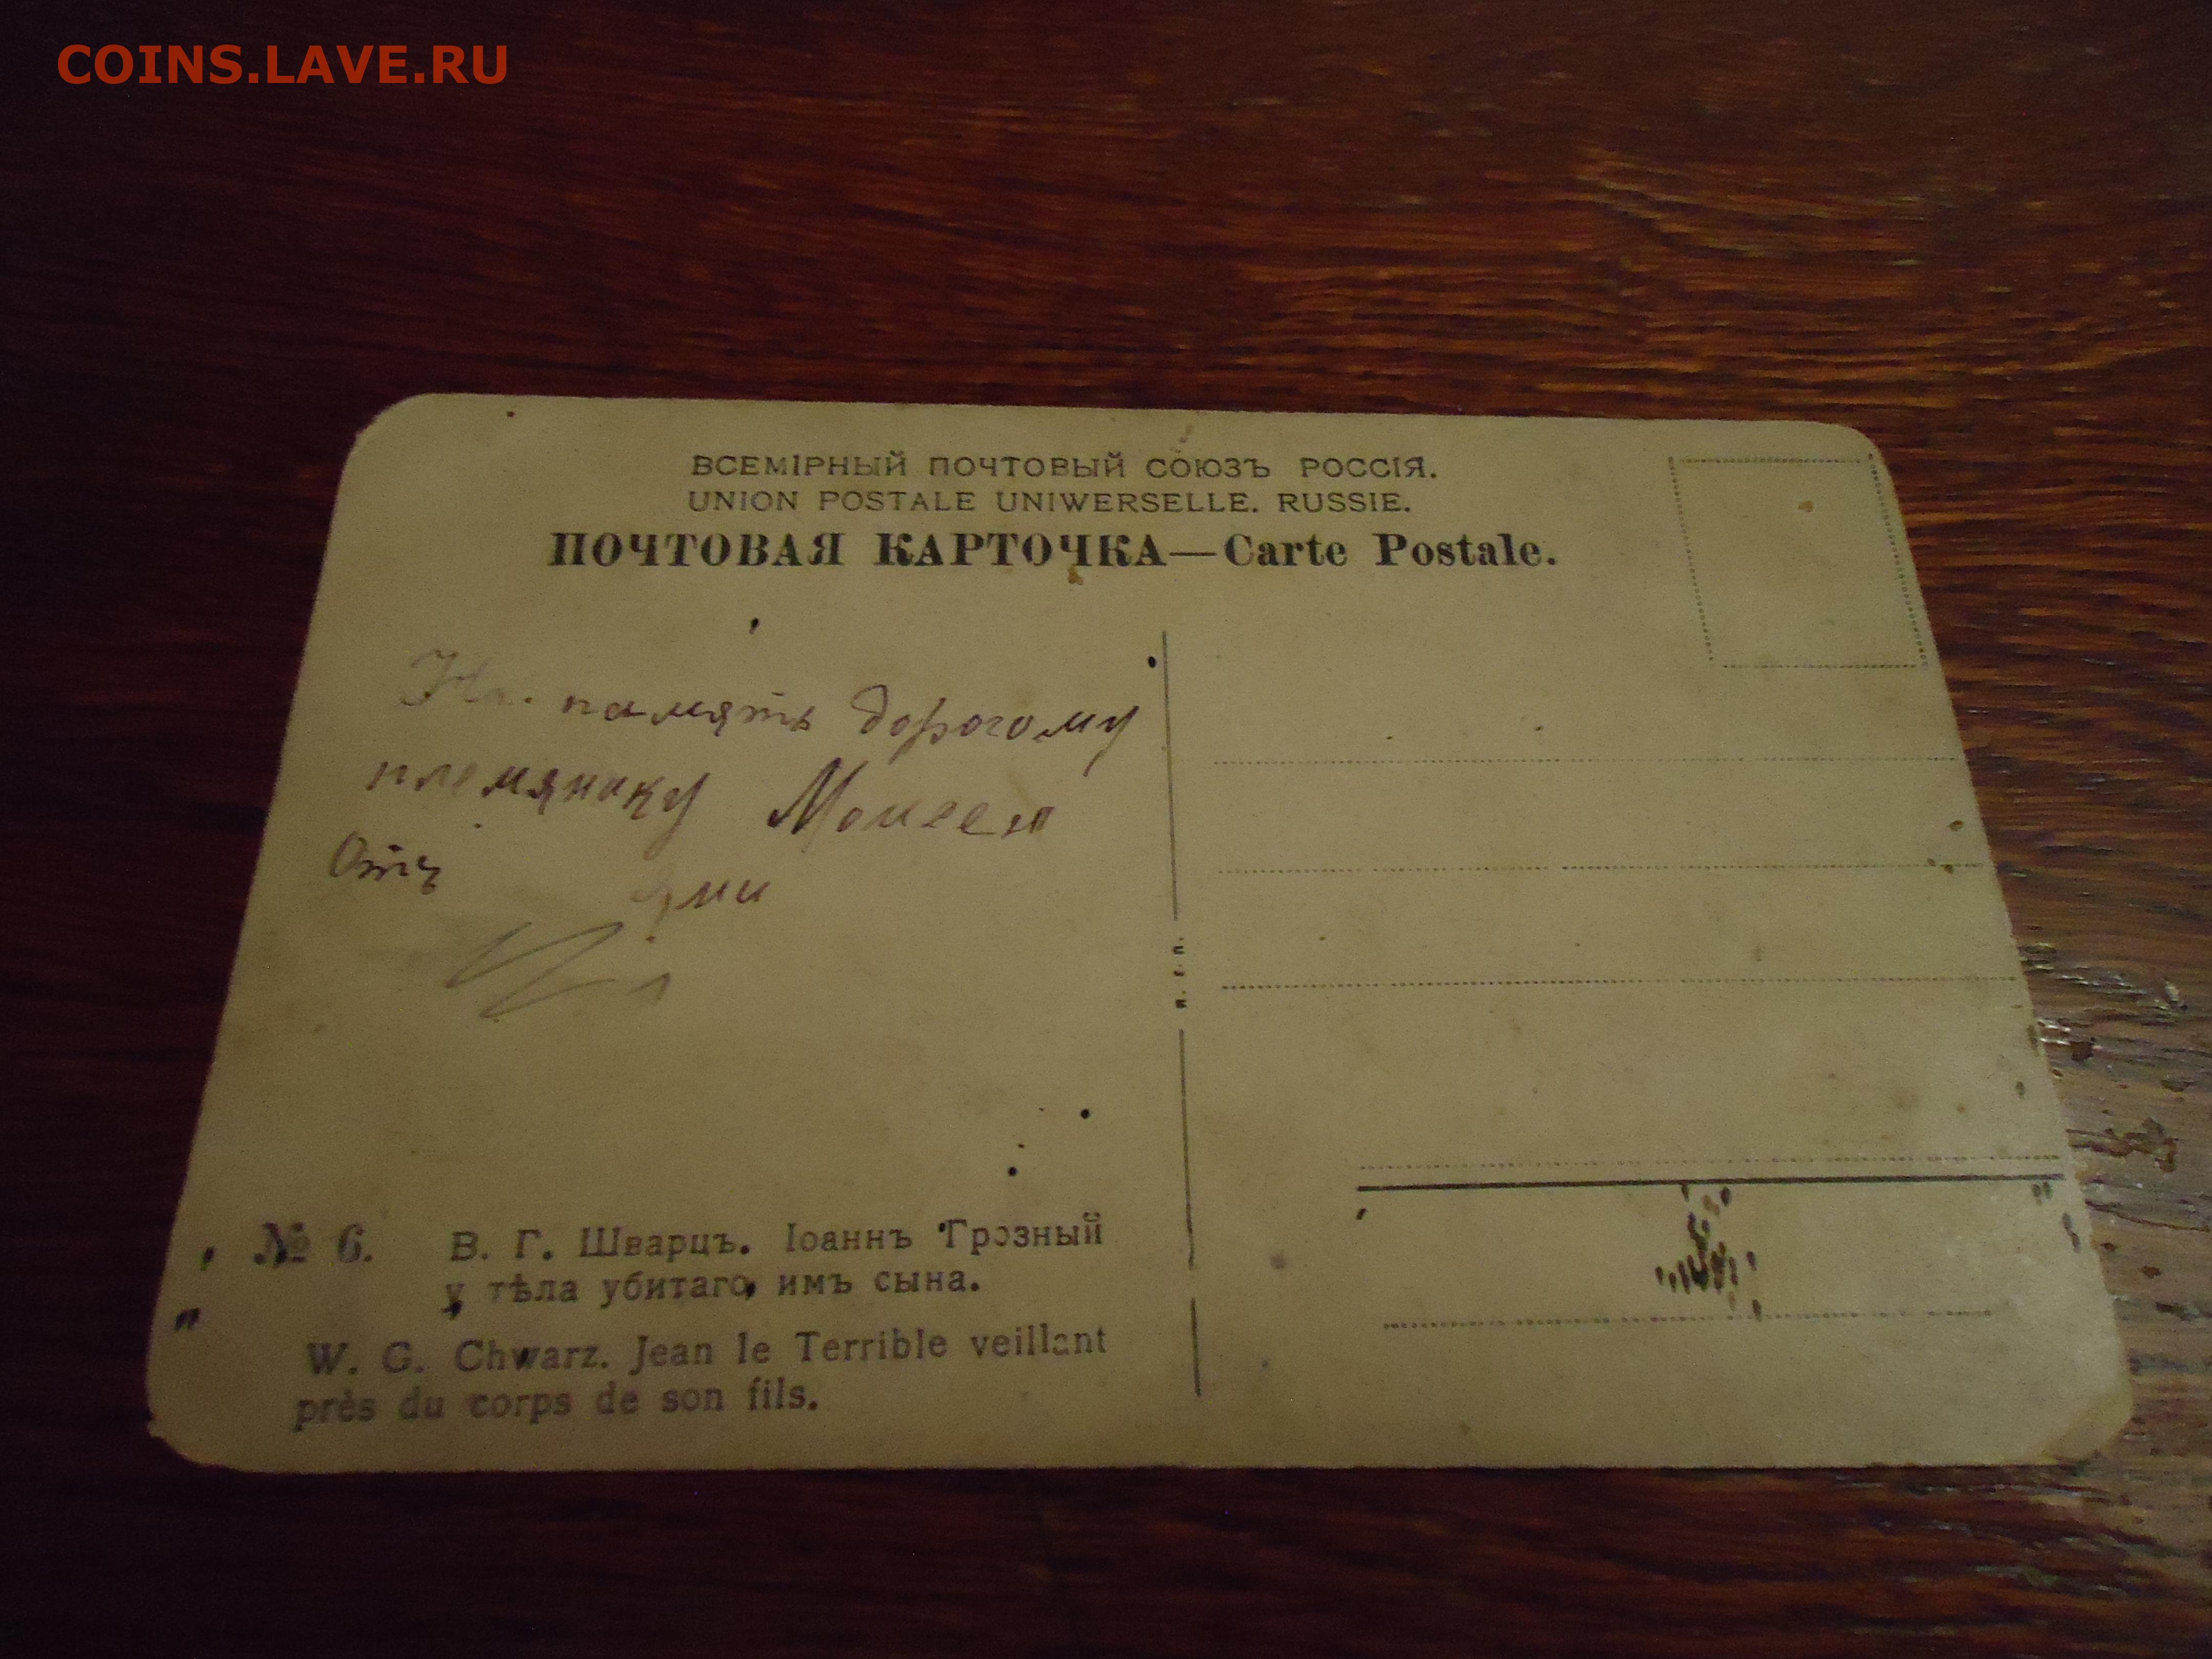 COINS.LAVE.RU
ВСЕМІРНЫЙ ПОЧТОВЫЙ СОЮЗЪ РОССІЯ.
UNION POSTALE UNIWERSELLE. RUSSIE.
ПОЧТОВАЯ КАРТОЧКА—Carte Postale.
На память дорогому
племянику Моисею
Отъ
№ 6. В. Г. Шварцъ. Іоаннъ Грозный
у тѣла убитаго имъ сына.
W. G. Chwarz. Jean le Terrible veillant
près du corps de son fils.